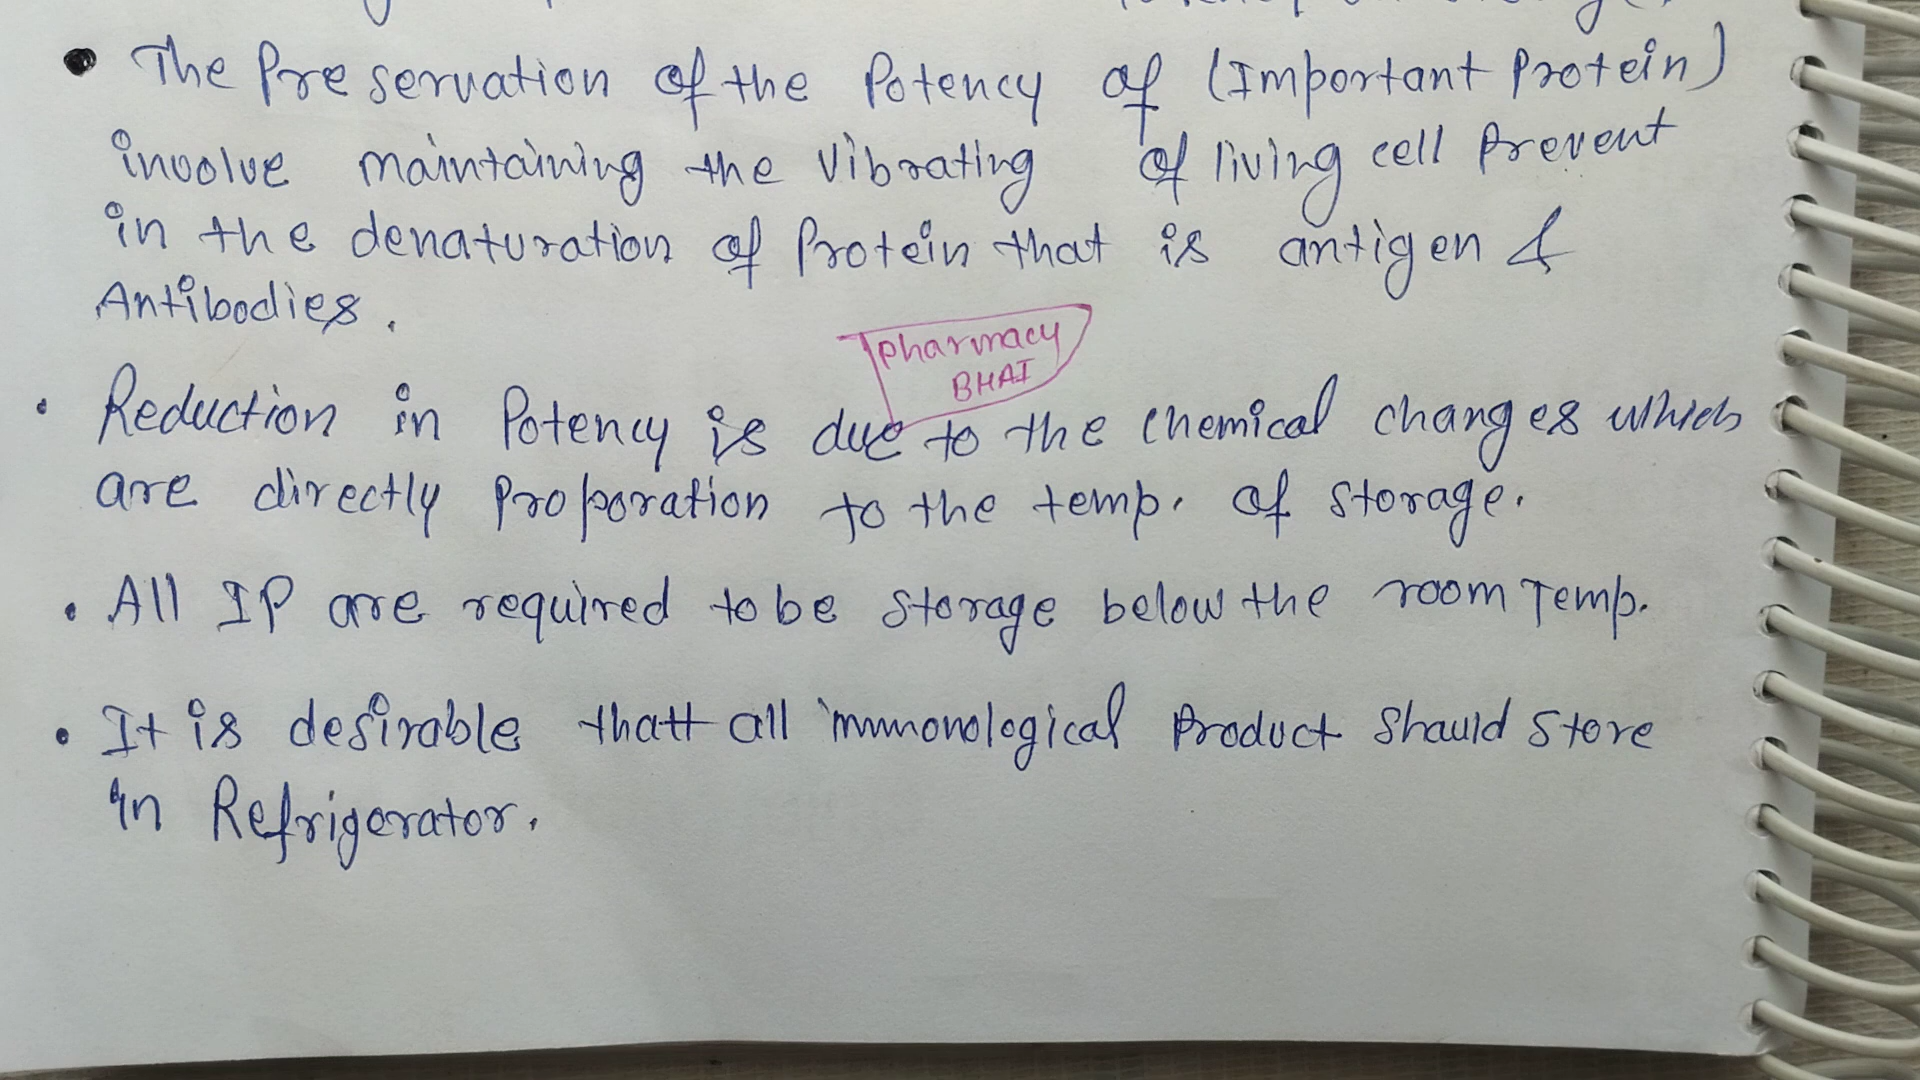 • The Preservation of the Potency of (Important Protein)
involve maintaining the vibrating of living cell Prevent
in the denaturation of Protein that is antigen &
Antibodies.
pharmacy
BHAI
• Reduction in Potency is due to the chemical changes which
are directly Proporation to the temp. of storage.
• All IP are required to be storage below the room Temp.
• It is desirable thatt all immonological Product Should Store
in Refrigerator.